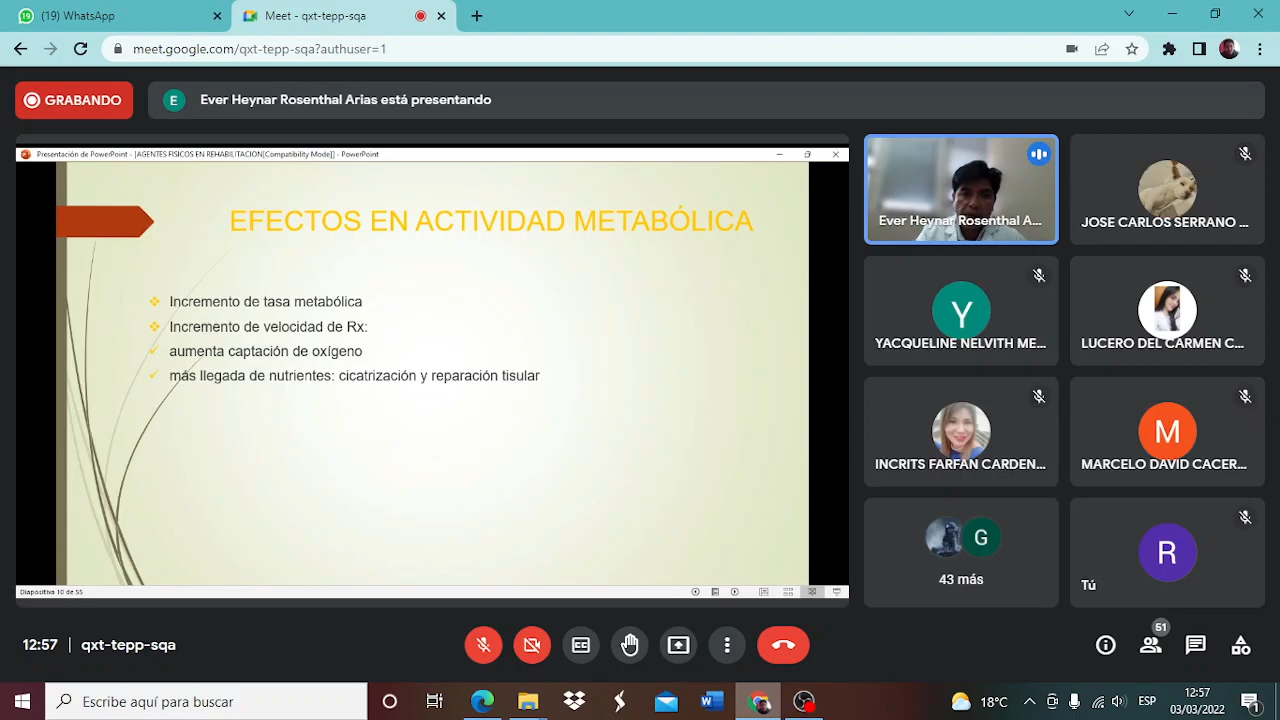 (19) WhatsApp
Meet - qxt-tepp-sqa
meet.google.com/qxt-tepp-sqa?authuser=1
GRABANDO
E
Ever Heynar Rosenthal Arias está presentando
Presentación de PowerPoint - [AGENTES FISICOS EN REHABILITACION[Compatibility Mode]] - PowerPoint
EFECTOS EN ACTIVIDAD METABÓLICA
Incremento de tasa metabólica
Incremento de velocidad de Rx:
aumenta captación de oxígeno
más llegada de nutrientes: cicatrización y reparación tisular
Diapositiva 10 de 55
Ever Heynar Rosenthal A...
JOSE CARLOS SERRANO ...
Y
YACQUELINE NELVITH ME...
LUCERO DEL CARMEN C...
INCRITS FARFAN CARDEN...
M
MARCELO DAVID CACER...
G
43 más
R
Tú
12:57 | qxt-tepp-sqa
51
Escribe aquí para buscar
18°C
ESP
12:57
03/03/2022
1